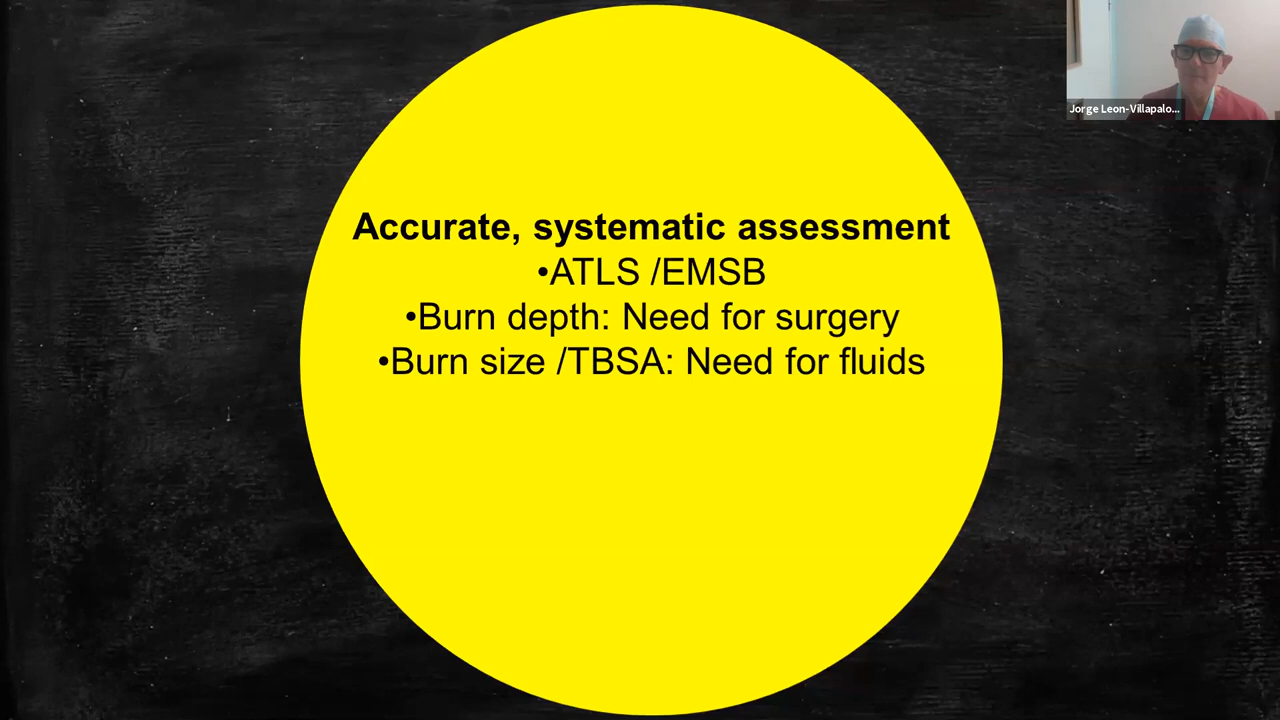 Accurate, systematic assessment
•ATLS /EMSB
•Burn depth: Need for surgery
•Burn size /TBSA: Need for fluids
Jorge Leon-Villapalo...